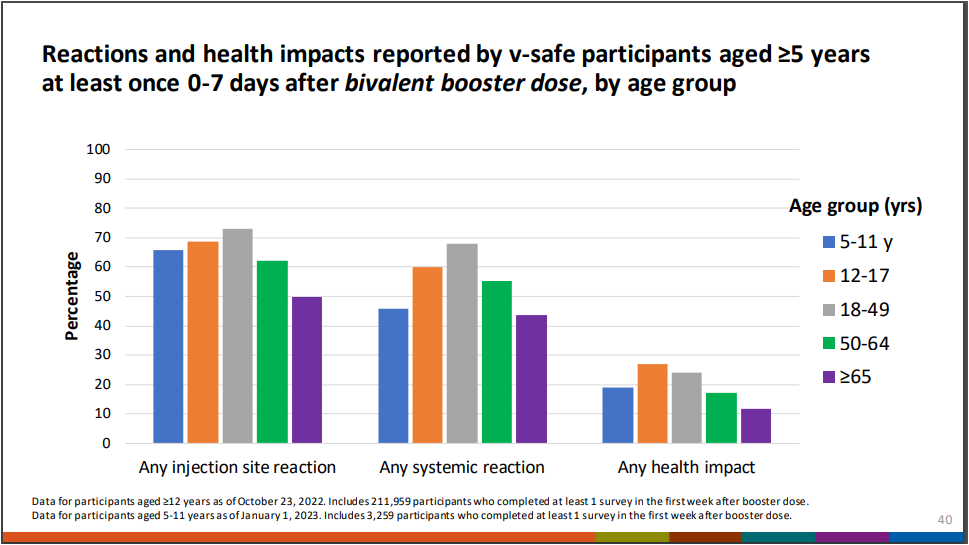 Reactions and health impacts reported by v-safe participants aged ≥5 years
at least once 0-7 days after bivalent booster dose, by age group
100
90
80
70
60
50
40
30
20
10
0
Percentage
Age group (yrs)
5-11 y
12-17
18-49
50-64
≥65
Any injection site reaction
Any systemic reaction
Any health impact
Data for participants aged ≥12 years as of October 23, 2022. Includes 211,959 participants who completed at least 1 survey in the first week after booster dose.
Data for participants aged 5-11 years as of January 1, 2023. Includes 3,259 participants who completed at least 1 survey in the first week after booster dose.
40